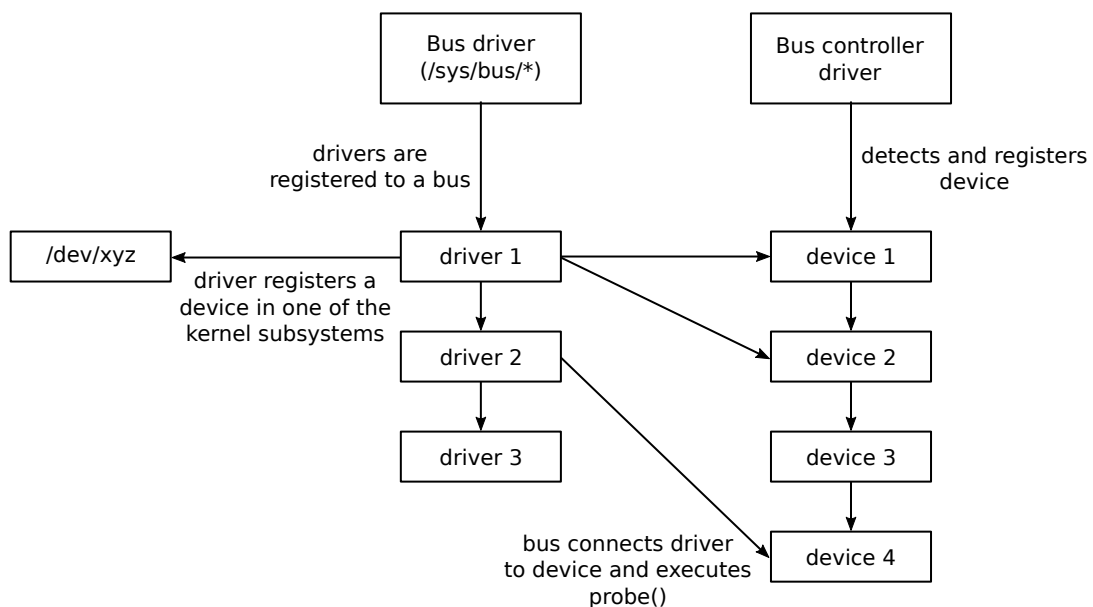 Bus driver
(/sys/bus/*)
Bus controller
driver
drivers are
registered to a bus
detects and registers
device
/dev/xyz
driver 1
device 1
driver registers a
device in one of the
kernel subsystems
driver 2
device 2
driver 3
device 3
bus connects driver
to device and executes
probe()
device 4